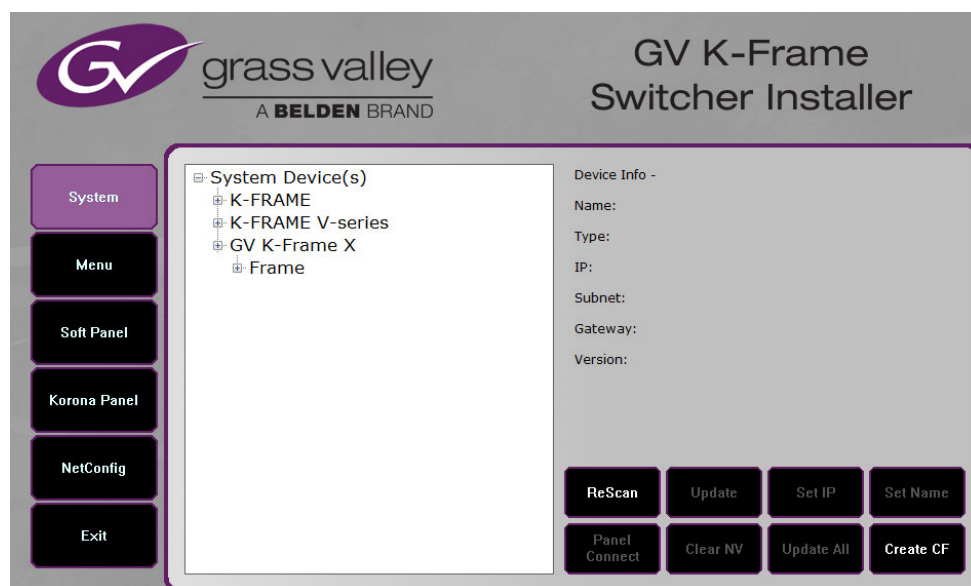 GV
grass valley
A BELDEN BRAND
GV K-Frame
Switcher Installer
System
Menu
Soft Panel
Korona Panel
NetConfig
Exit
System Device(s)
K-FRAME
K-FRAME V-series
GV K-Frame X
Frame
Device Info -
Name:
Type:
IP:
Subnet:
Gateway:
Version:
ReScan
Update
Set IP
Set Name
Panel
Connect
Clear NV
Update All
Create CF